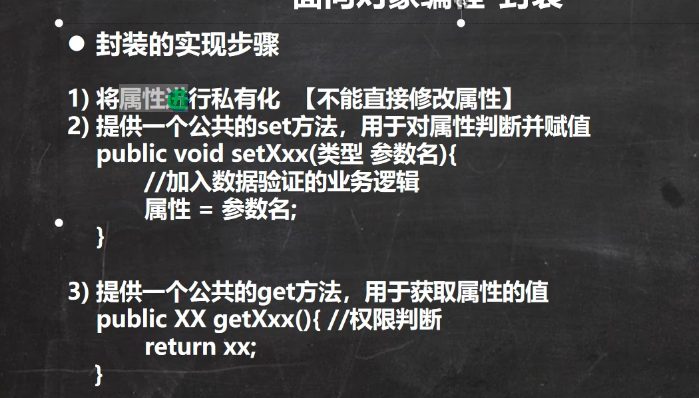 面向对象编程-封装
● 封装的实现步骤
1) 将属性进行私有化 【不能直接修改属性】
2) 提供一个公共的set方法，用于对属性判断并赋值
public void setXxx(类型 参数名){
//加入数据验证的业务逻辑
属性 = 参数名;
}
3) 提供一个公共的get方法，用于获取属性的值
public XX getXxx(){ //权限判断
return xx;
}